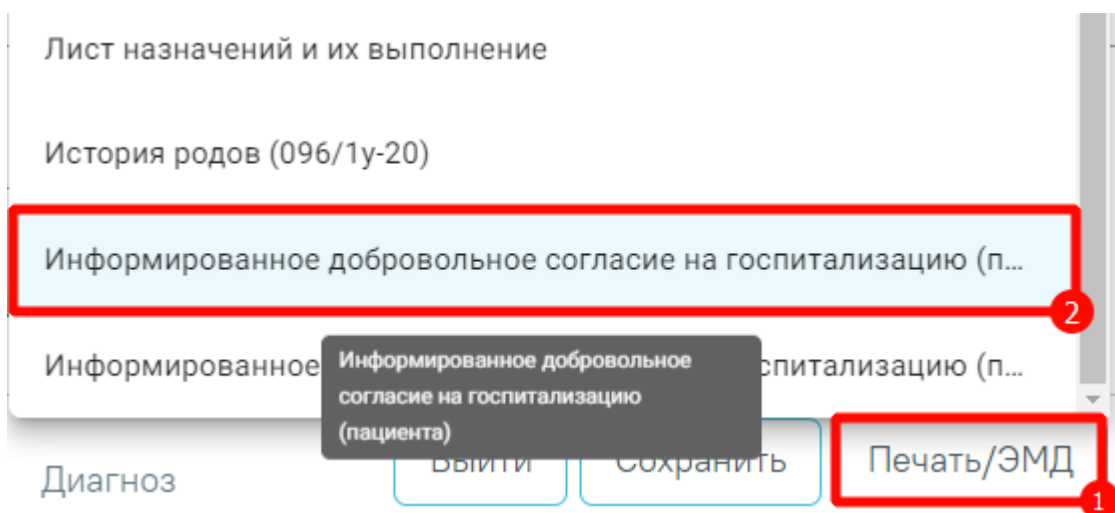 Лист назначений и их выполнение
История родов (096/1у-20)
Информированное добровольное согласие на госпитализацию (п...
2
Информированное
спитализацию (п...
Информированное добровольное
согласие на госпитализацию
(пациента)
Диагноз
Выйти
Сохранить
Печать/ЭМД
1